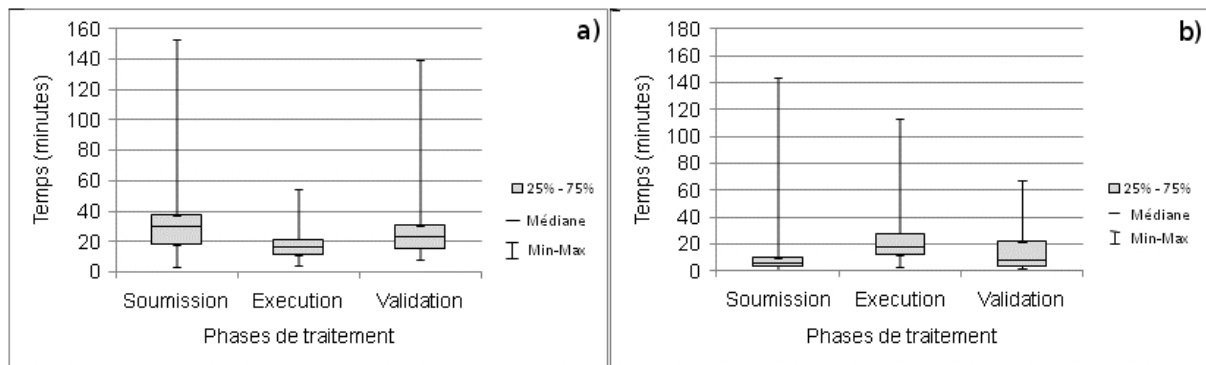 a)
160
140
120
100
80
60
40
20
0
Temps (minutes)
Soumission Execution Validation
Phases de traitement
25% - 75%
Médiane
Min-Max
b)
180
160
140
120
100
80
60
40
20
0
Temps (minutes)
Soumission Execution Validation
Phases de traitement
25% - 75%
Médiane
Min-Max